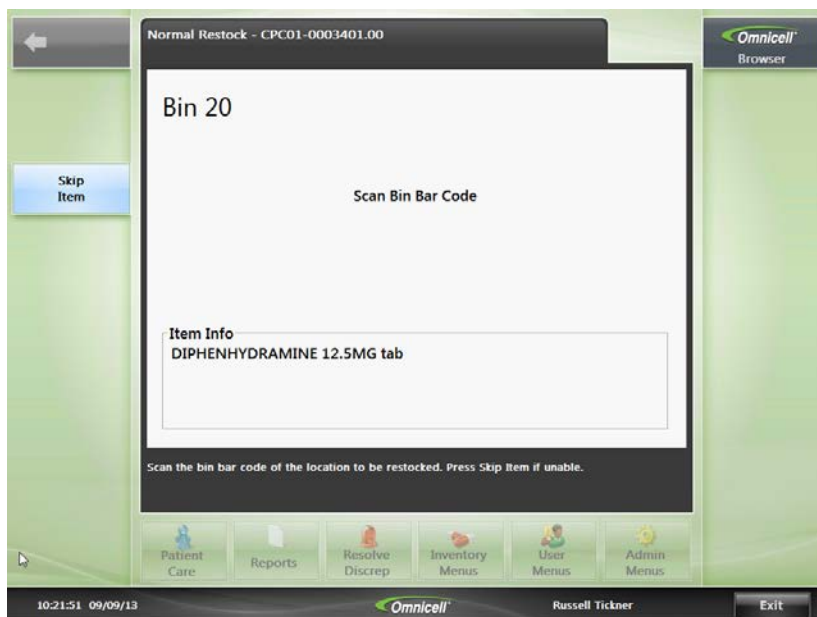 Normal Restock - CPC01-0003401.00
Omnicell
Browser
Bin 20
Skip
Item
Scan Bin Bar Code
Item Info
DIPHENHYDRAMINE 12.5MG tab
Scan the bin bar code of the location to be restocked. Press Skip Item if unable.
Patient
Care
Reports
Resolve
Discrep
Inventory
Menus
User
Menus
Admin
Menus
10:21:51 09/09/13
Omnicell
Russell Tickner
Exit